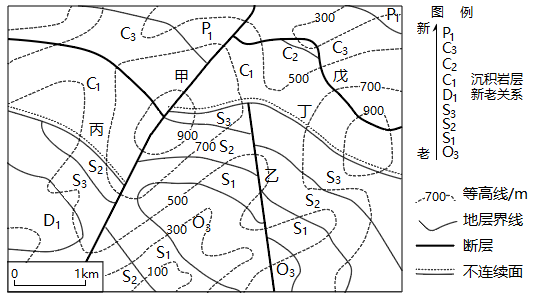 C3
P1
300
P1
C2
C3
甲
C1
500
戊
700
C1
900
丁
S3
丙
900
700
S2
S2
S3
乙
S1
S3
500
S2
D1
300
O3
S1
S1
100
S2
O3
0 1km
图 例
新
P1
C3
C2
C1 沉积岩层
D1 新老关系
S3
S2
S1
老 O3
700 等高线/m
地层界线
断层
不连续面